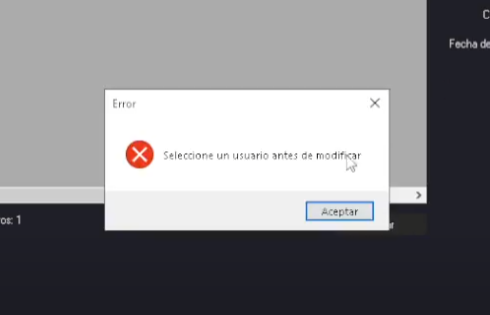 C
Fecha de
Error
Seleccione un usuario antes de modificar
Aceptar
os: 1